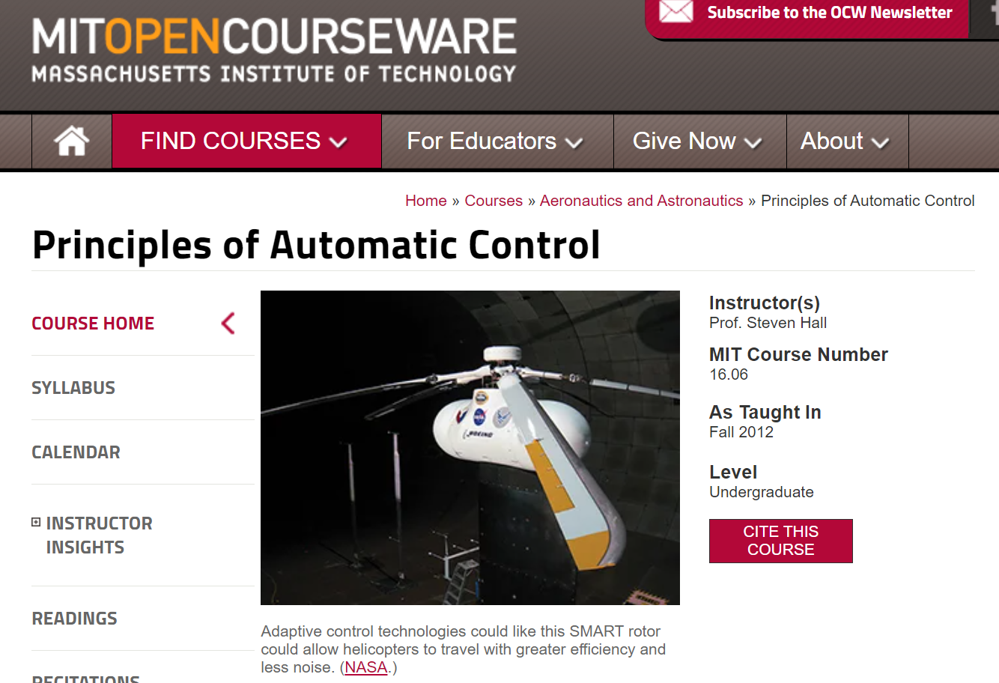 Subscribe to the OCW Newsletter
MITOPENCOURSEWARE
MASSACHUSETTS INSTITUTE OF TECHNOLOGY
FIND COURSES
For Educators
Give Now
About
Home » Courses » Aeronautics and Astronautics » Principles of Automatic Control
Principles of Automatic Control
COURSE HOME
SYLLABUS
CALENDAR
INSTRUCTOR
INSIGHTS
READINGS
RECITATIONS
NASA
BOEING
Adaptive control technologies could like this SMART rotor
could allow helicopters to travel with greater efficiency and
less noise. (NASA.)
Instructor(s)
Prof. Steven Hall
MIT Course Number
16.06
As Taught In
Fall 2012
Level
Undergraduate
CITE THIS
COURSE